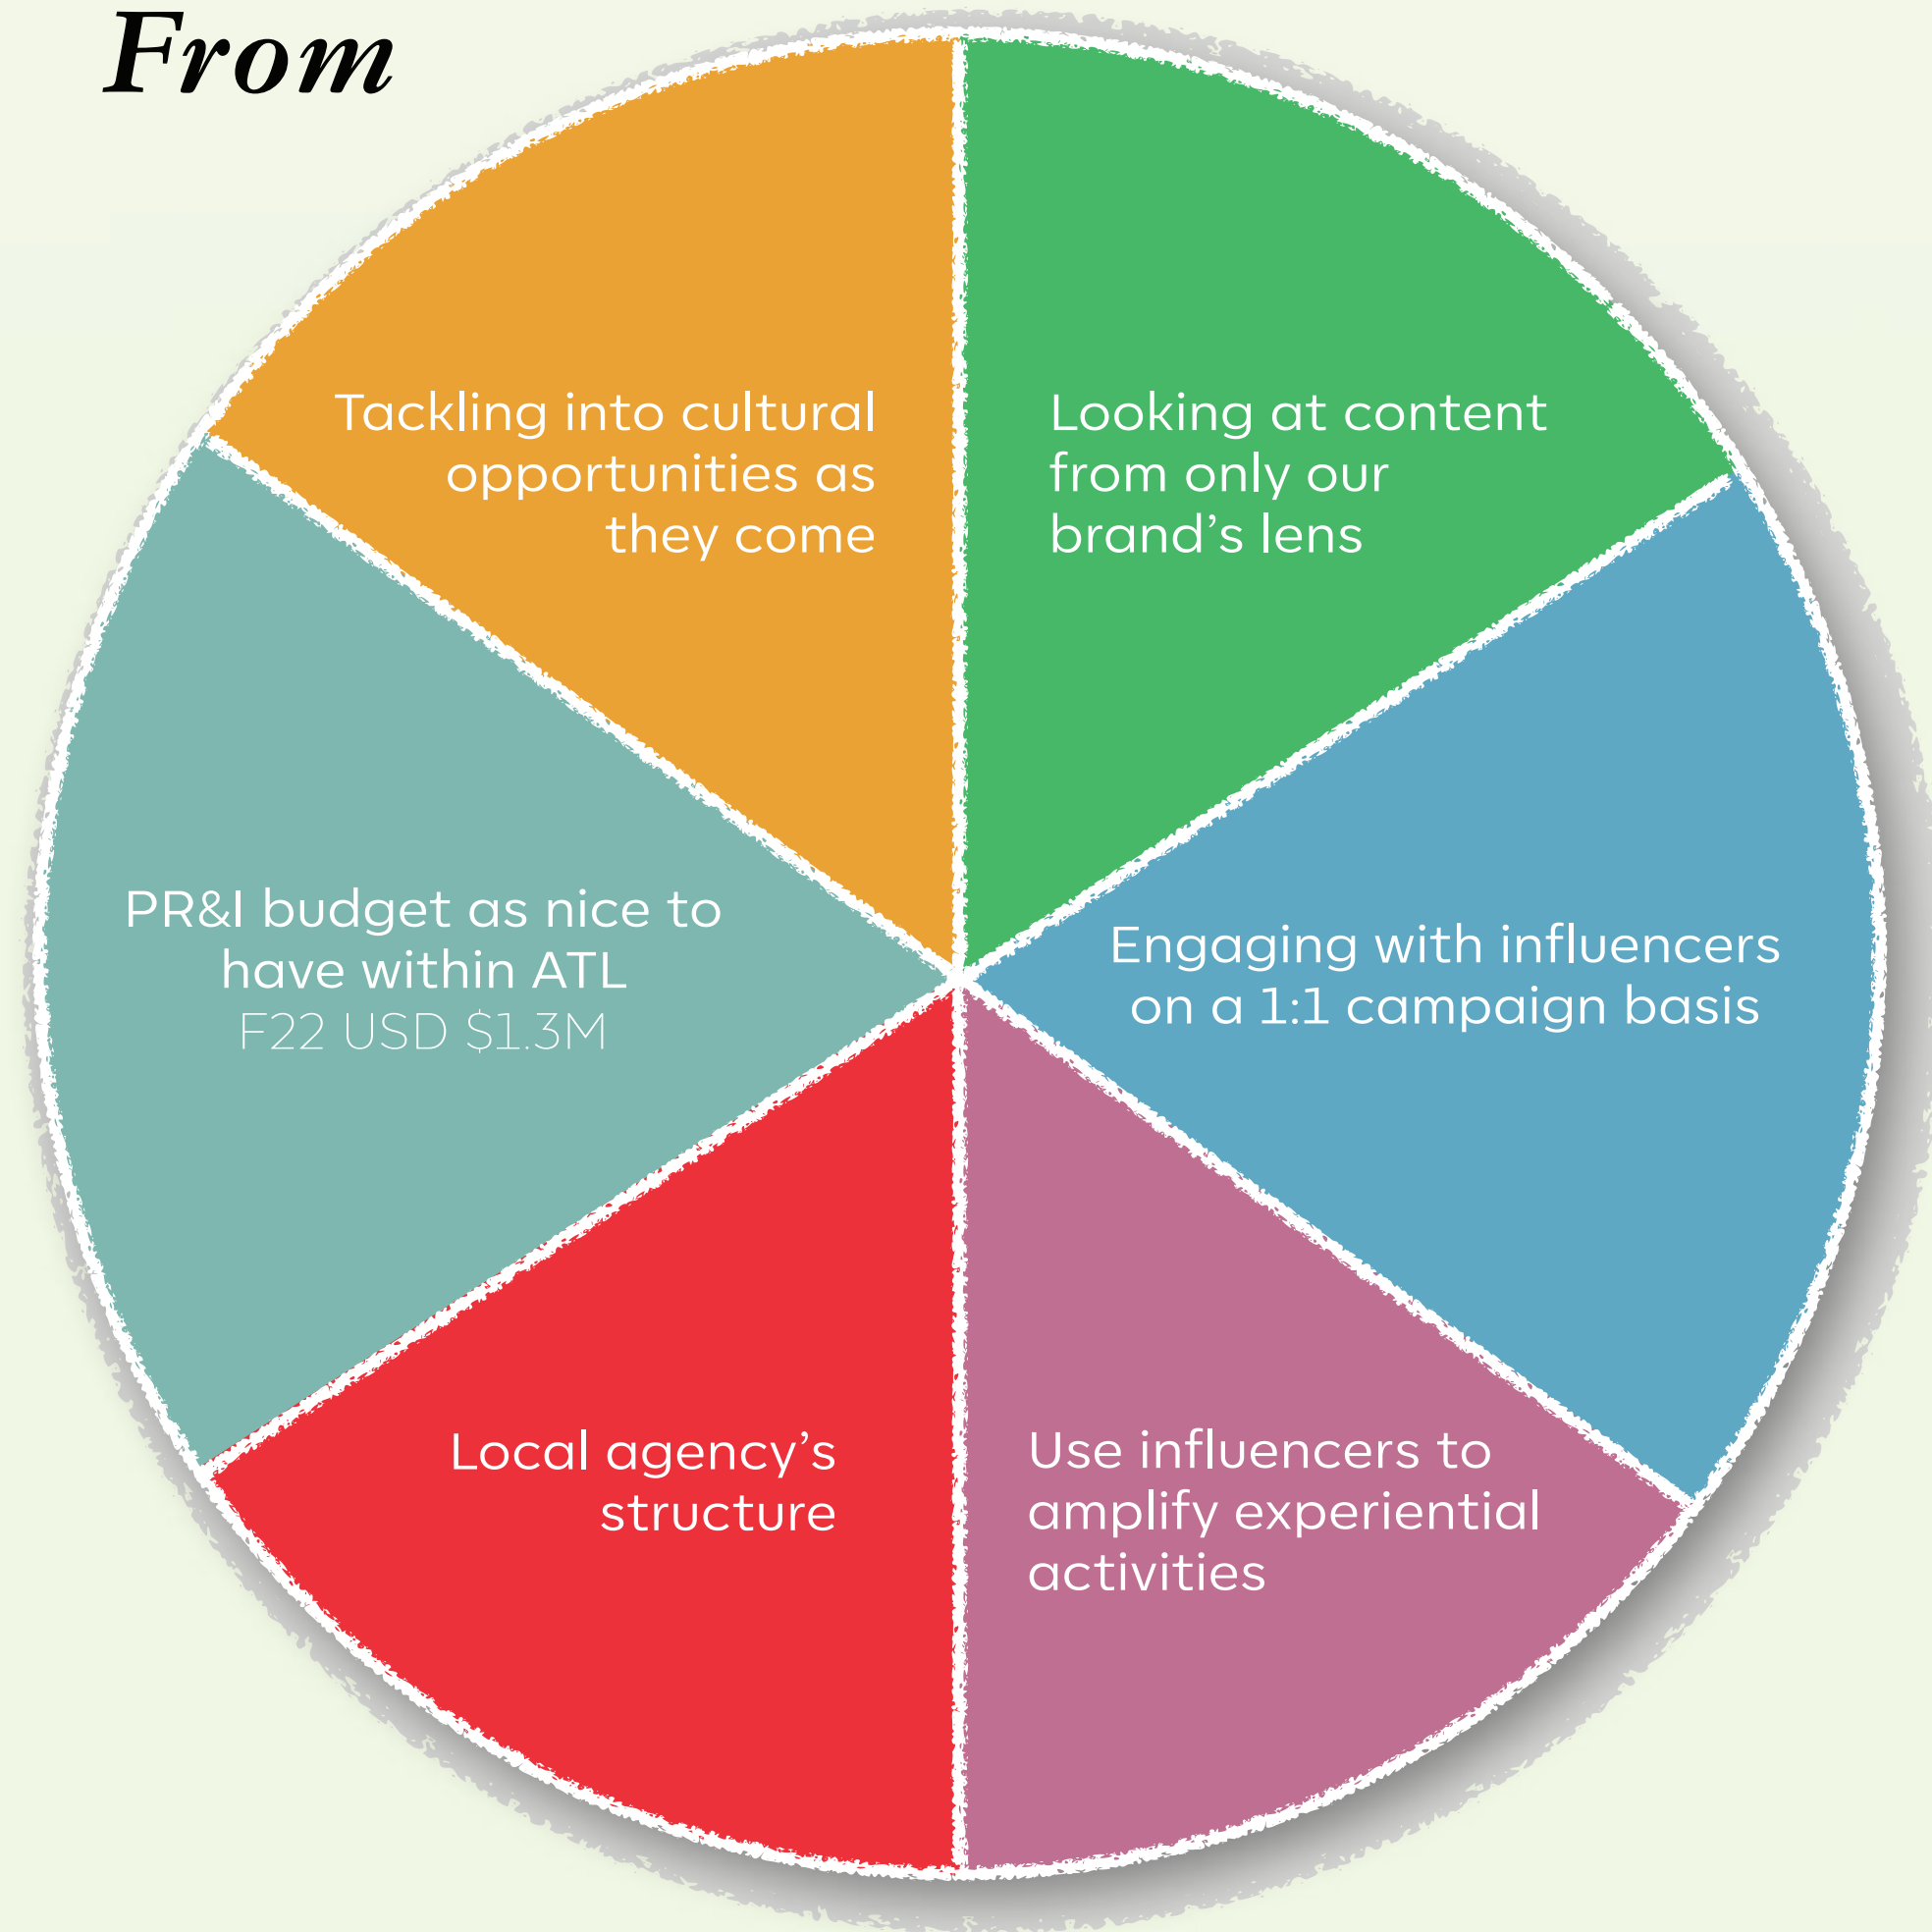 From
Tackling into cultural
opportunities as
they come
Looking at content
from only our
brand’s lens
PR&I budget as nice to
have within ATL
F22 USD $1.3M
Engaging with influencers
on a 1:1 campaign basis
Local agency’s
structure
Use influencers to
amplify experiential
activities